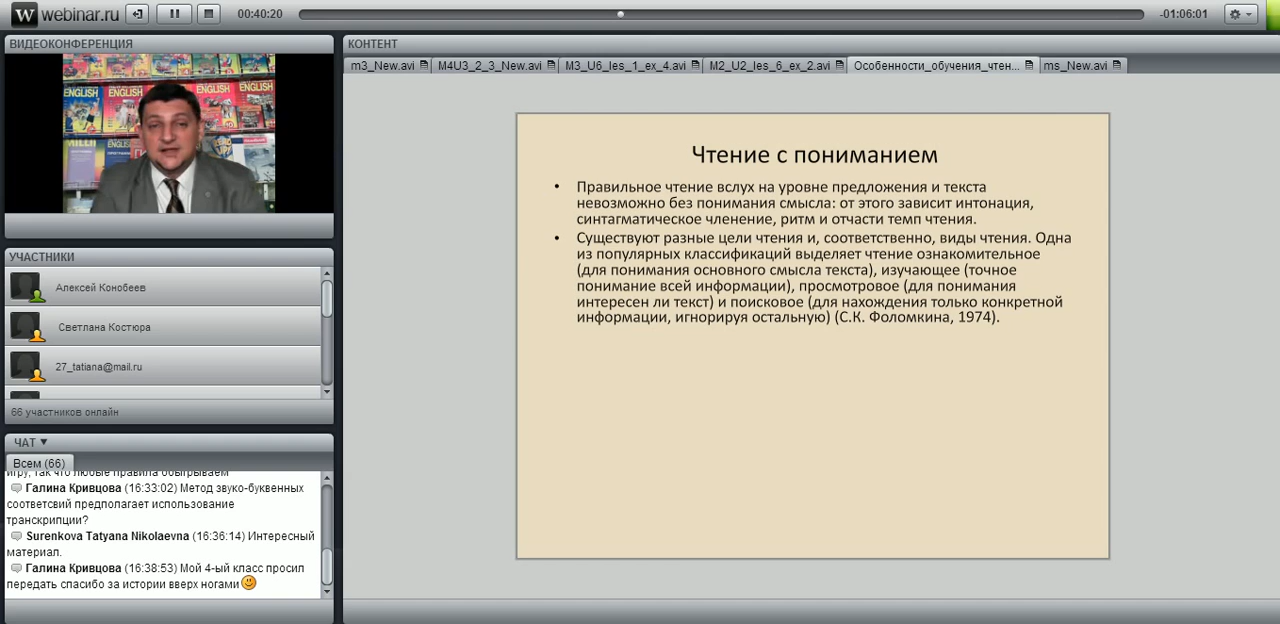 W webinar.ru 00:40:20 -01:06:01
ВИДЕОКОНФЕРЕНЦИЯ
ENGLISH ENGLISH ENGLISH
ENGLISH
УЧАСТНИКИ
Алексей Конобеев
Светлана Костюра
27_tatiana@mail.ru
66 участников онлайн
ЧАТ
Всем (66)
игру, так что любые правила обыгрываем
Галина Кривцова (16:33:02) Метод звуко-буквенных
соответсвий предполагает использование
транскрипции?
Surenkova Tatyana Nikolaevna (16:36:14) Интересный
материал.
Галина Кривцова (16:38:53) Мой 4-ый класс просил
передать спасибо за истории вверх ногами
КОНТЕНТ
m3_New.avi M4U3_2_3_New.avi M3_U6_les_1_ex_4.avi M2_U2_les_6_ex_2.avi Особенности_обучения_чтен... ms_New.avi
Чтение с пониманием
• Правильное чтение вслух на уровне предложения и текста
невозможно без понимания смысла: от этого зависит интонация,
синтагматическое членение, ритм и отчасти темп чтения.
• Существуют разные цели чтения и, соответственно, виды чтения. Одна
из популярных классификаций выделяет чтение ознакомительное
(для понимания основного смысла текста), изучающее (точное
понимание всей информации), просмотровое (для понимания
интересен ли текст) и поисковое (для нахождения только конкретной
информации, игнорируя остальную) (С.К. Фоломкина, 1974).